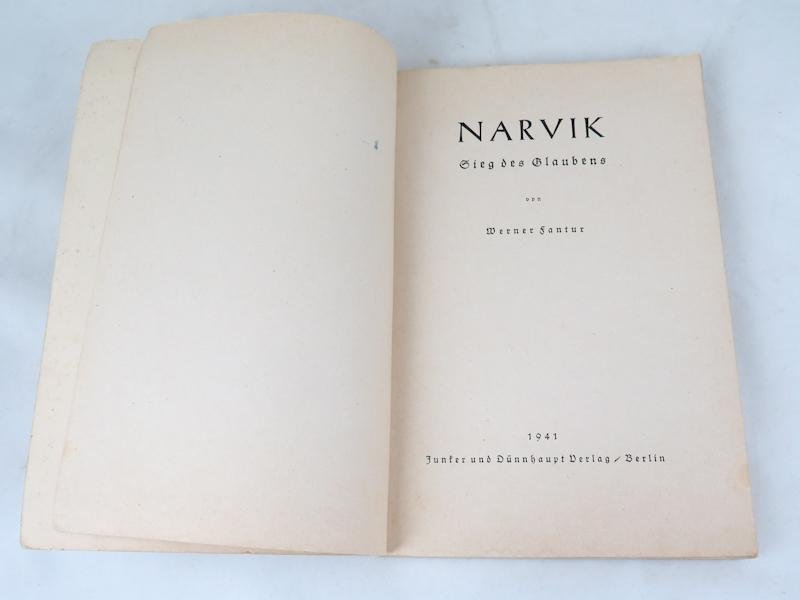 NARVIK
Sieg des Glaubens
von
Werner Fantur
1941
Junker und Dünnhaupt Verlag / Berlin